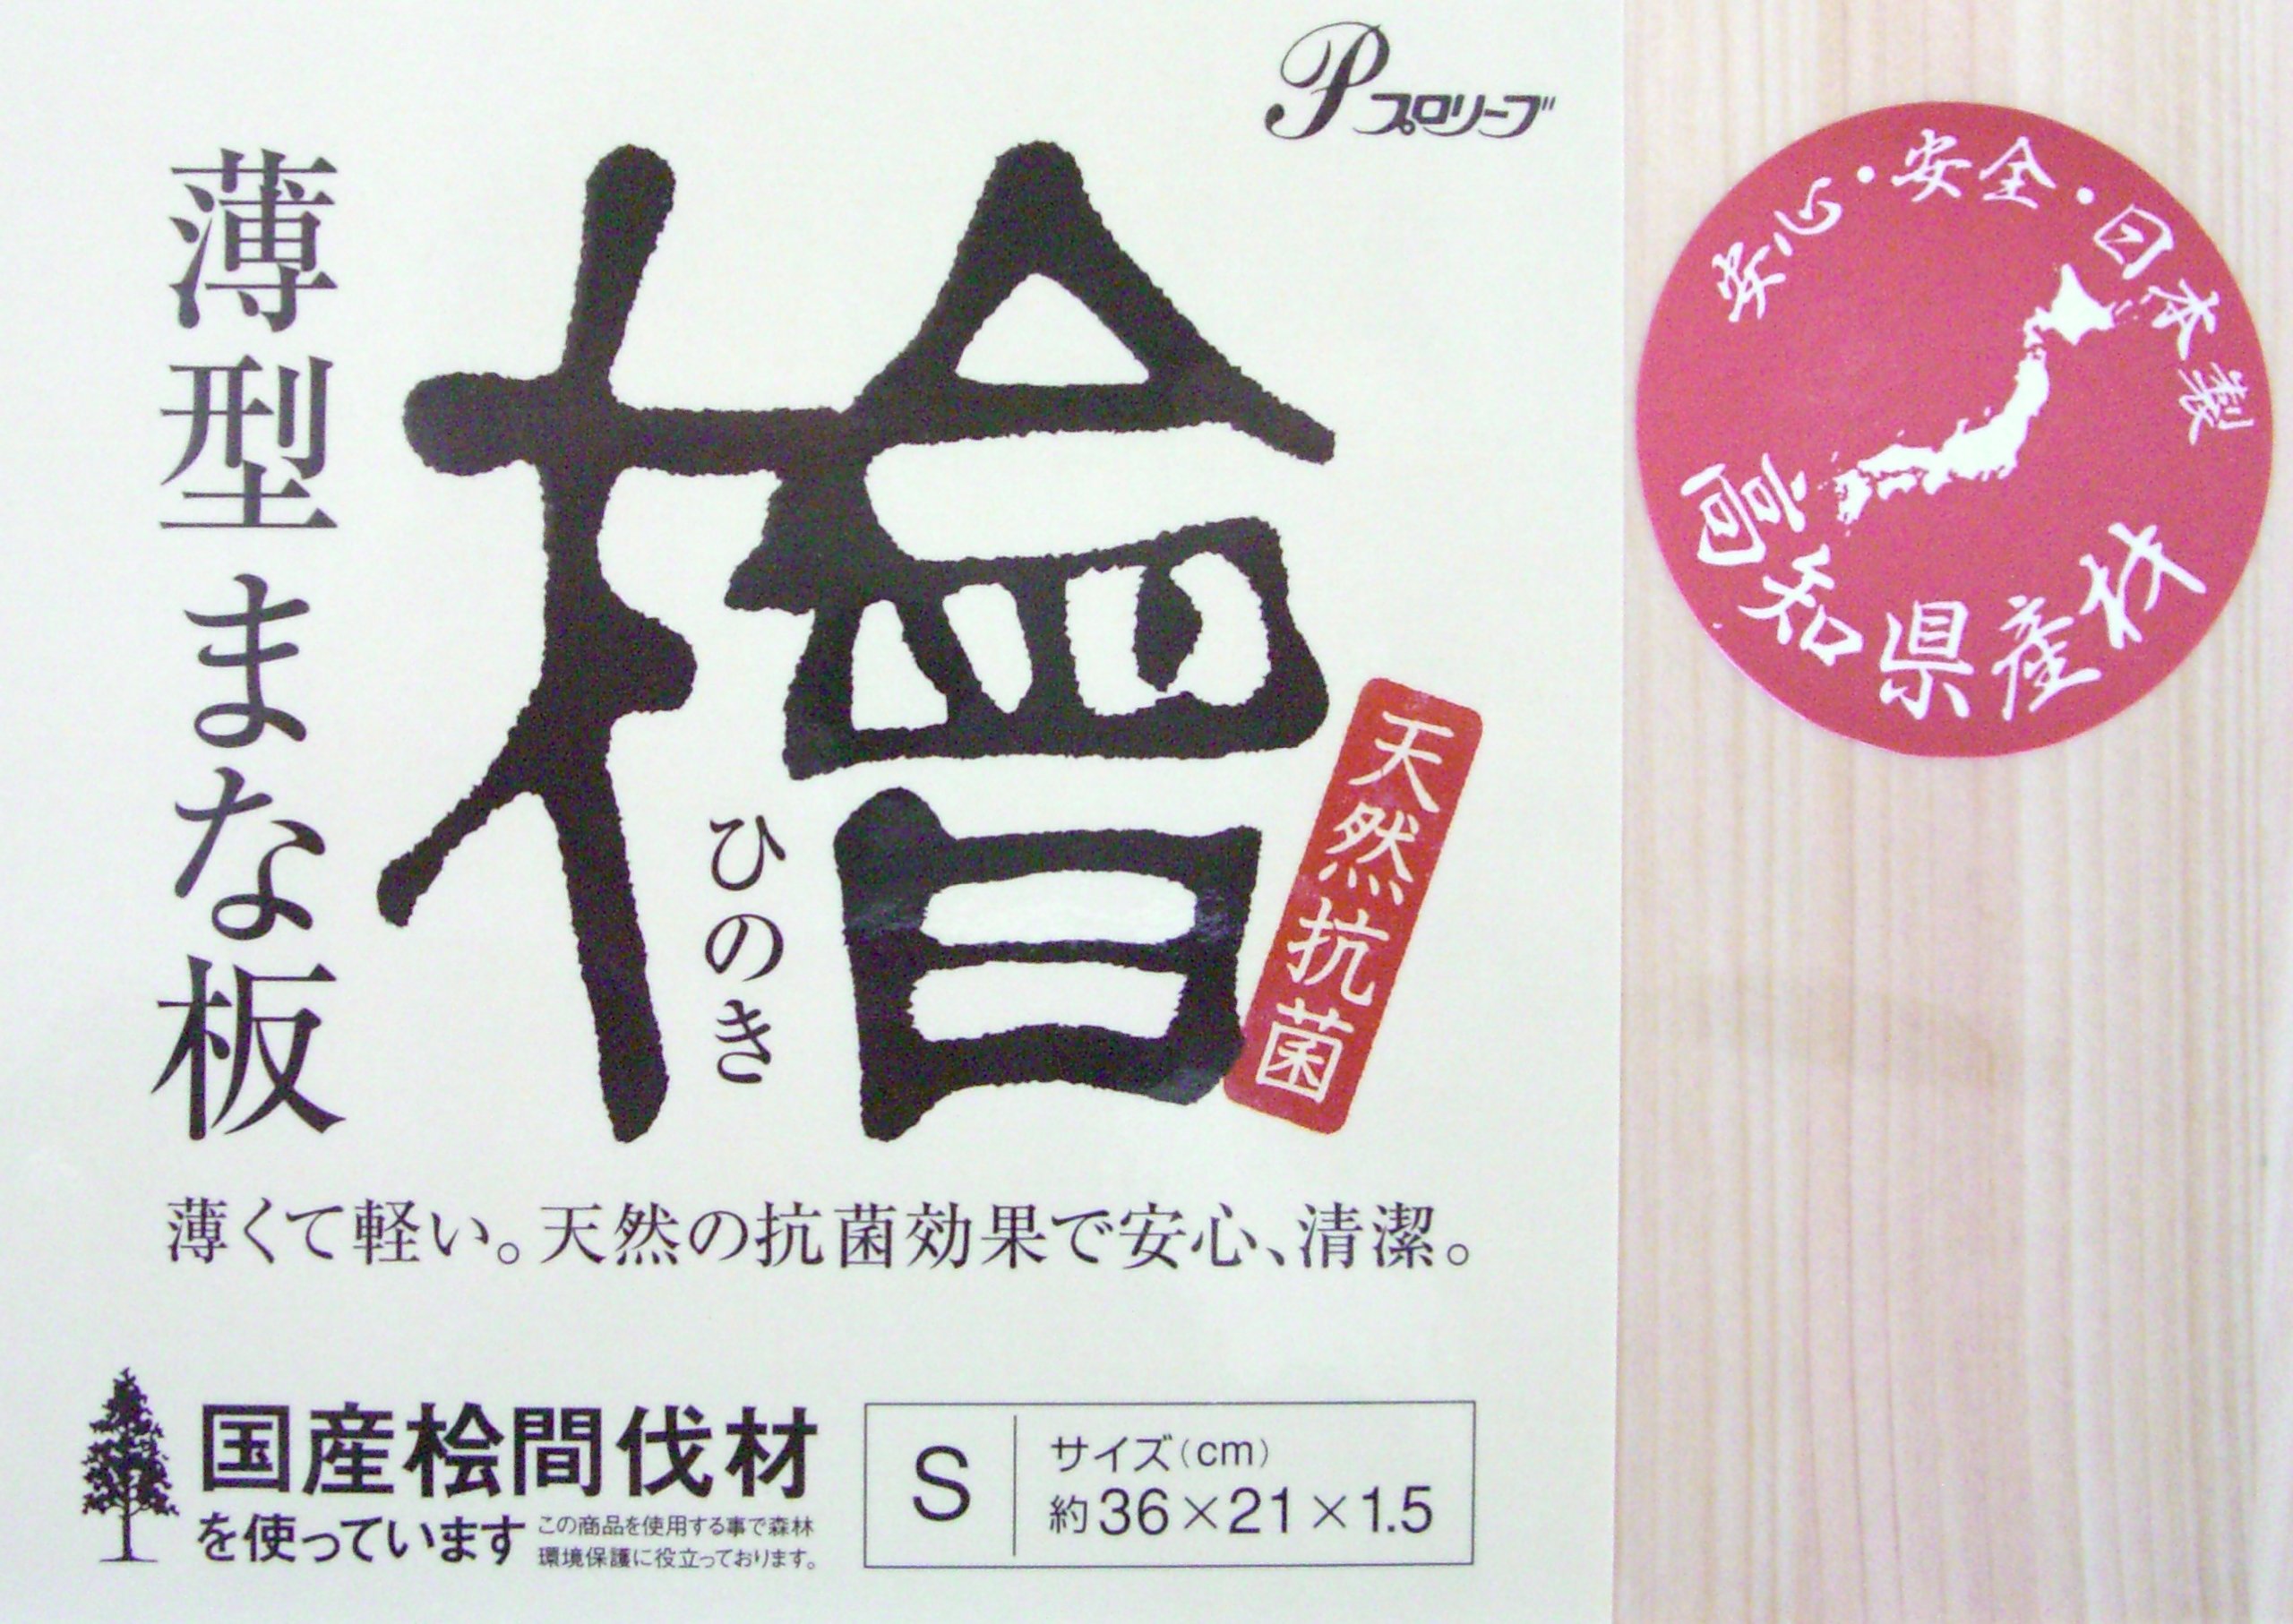 プロリーブ
薄型まな板
檜
ひのき
天然抗菌
薄くて軽い。天然の抗菌効果で安心、清潔。
国産桧間伐材
を使っています
この商品を使用する事で森林
環境保護に役立っております。
S
サイズ(cm)
約36×21×1.5
安心・安全・日本製
高知県産材